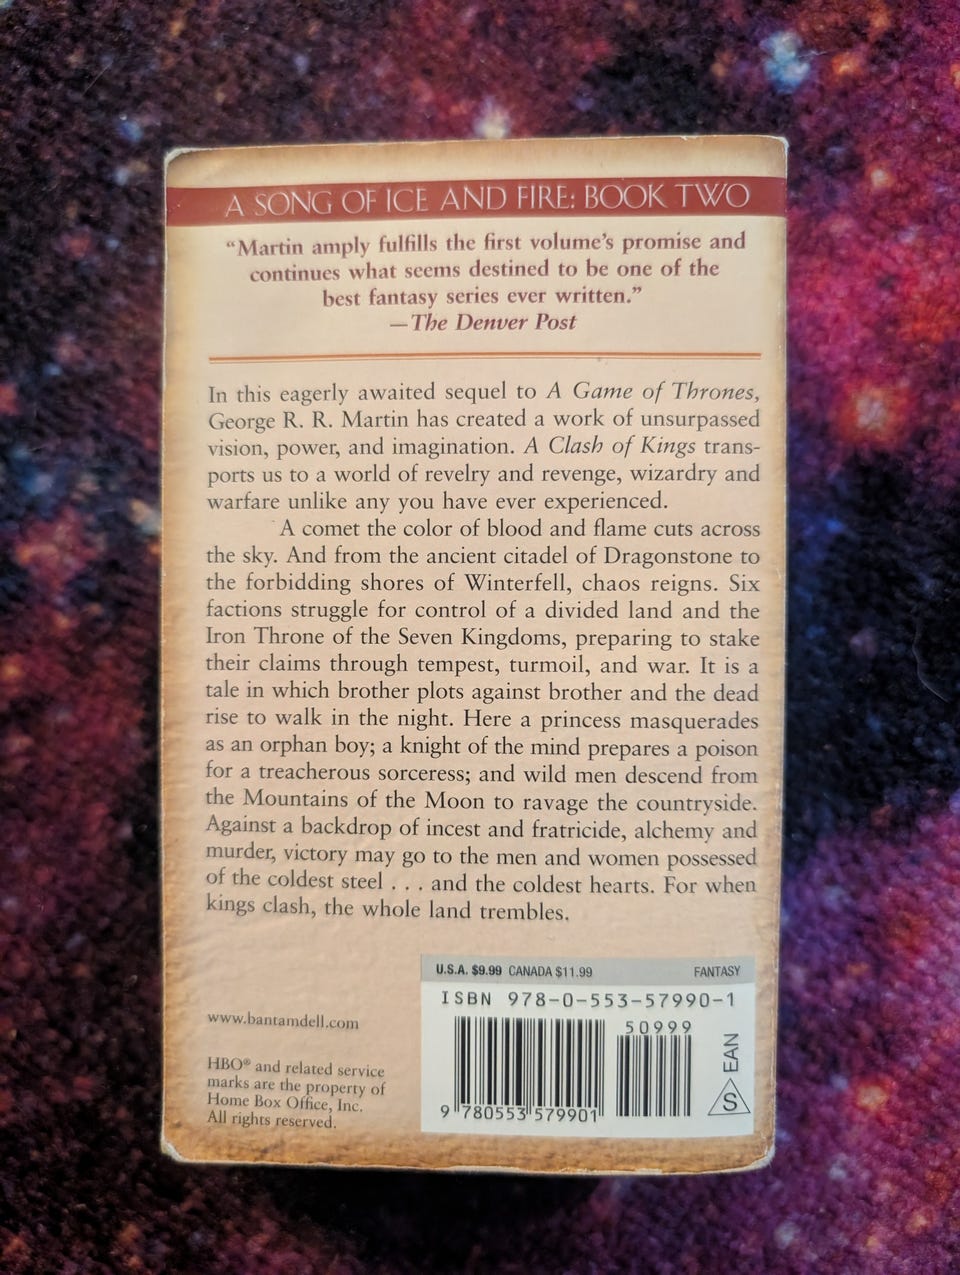 A SONG OF ICE AND FIRE: BOOK TWO
“Martin amply fulfills the first volume’s promise and
continues what seems destined to be one of the
best fantasy series ever written.”
—The Denver Post
In this eagerly awaited sequel to A Game of Thrones,
George R. R. Martin has created a work of unsurpassed
vision, power, and imagination. A Clash of Kings trans-
ports us to a world of revelry and revenge, wizardry and
warfare unlike any you have ever experienced.
A comet the color of blood and flame cuts across
the sky. And from the ancient citadel of Dragonstone to
the forbidding shores of Winterfell, chaos reigns. Six
factions struggle for control of a divided land and the
Iron Throne of the Seven Kingdoms, preparing to stake
their claims through tempest, turmoil, and war. It is a
tale in which brother plots against brother and the dead
rise to walk in the night. Here a princess masquerades
as an orphan boy; a knight of the mind prepares a poison
for a treacherous sorceress; and wild men descend from
the Mountains of the Moon to ravage the countryside.
Against a backdrop of incest and fratricide, alchemy and
murder, victory may go to the men and women possessed
of the coldest steel . . . and the coldest hearts. For when
kings clash, the whole land trembles.
www.bantamdell.com
HBO® and related service
marks are the property of
Home Box Office, Inc.
All rights reserved.
U.S.A. $9.99 CANADA $11.99 FANTASY
ISBN 978-0-553-57990-1
50999
9 780553 579901
EAN
S